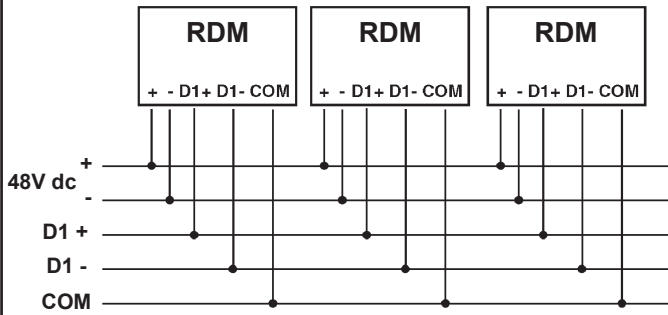 RDM RDM RDM
+ - D1+ D1- COM + - D1+ D1- COM + - D1+ D1- COM
+
48V dc
-
D1 +
D1 -
COM